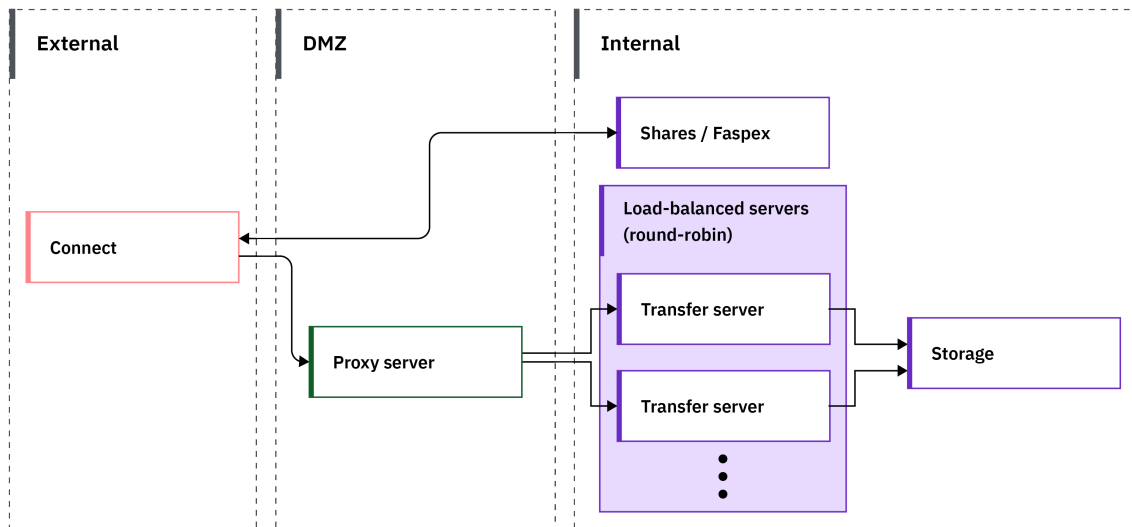 External
DMZ
Internal
Shares / Faspex
Load-balanced servers
(round-robin)
Connect
Transfer server
Proxy server
Storage
Transfer server